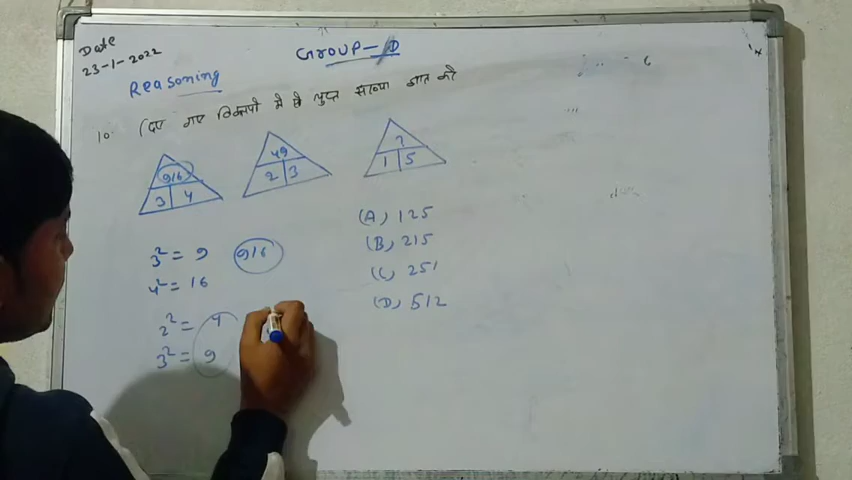 Date
23-1-2022
GROUP-D
Reasoning
10. दिए गए विकल्पों में से लुप्त संख्या ज्ञात करो
916
3 4
49
2 3
?
1 5
3² = 9 916
4² = 16
2² = 4
3² = 9
(A) 125
(B) 215
(C) 251
(D) 512